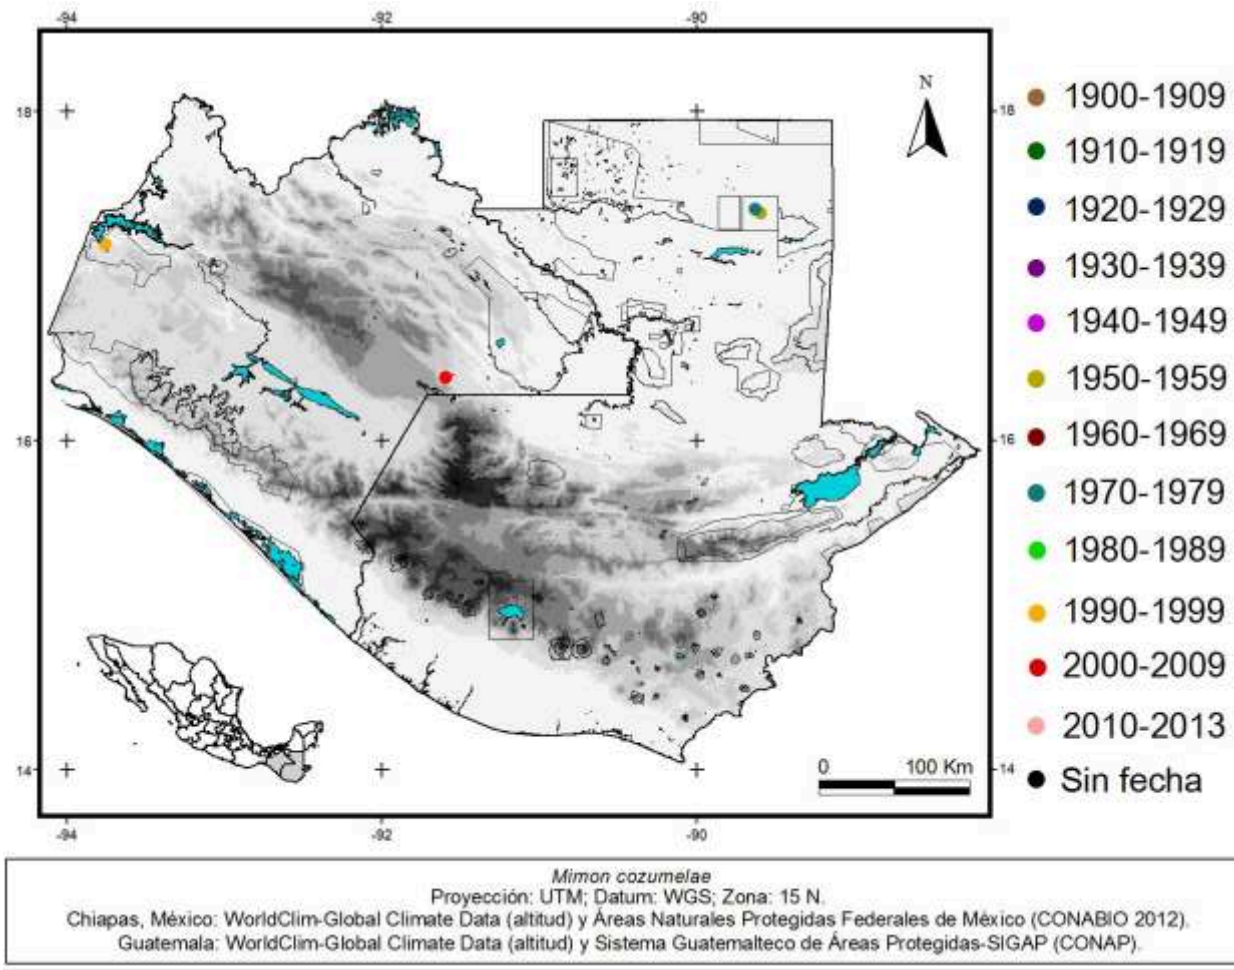 -94 -92 -90
N
18 18
16 16
14 14
0 100 Km
-94 -92 -90
1900-1909
1910-1919
1920-1929
1930-1939
1940-1949
1950-1959
1960-1969
1970-1979
1980-1989
1990-1999
2000-2009
2010-2013
Sin fecha
Mimon cozumelae
Proyección: UTM; Datum: WGS; Zona: 15 N.
Chiapas, México: WorldClim-Global Climate Data (altitud) y Áreas Naturales Protegidas Federales de México (CONABIO 2012).
Guatemala: WorldClim-Global Climate Data (altitud) y Sistema Guatemalteco de Áreas Protegidas-SIGAP (CONAP).